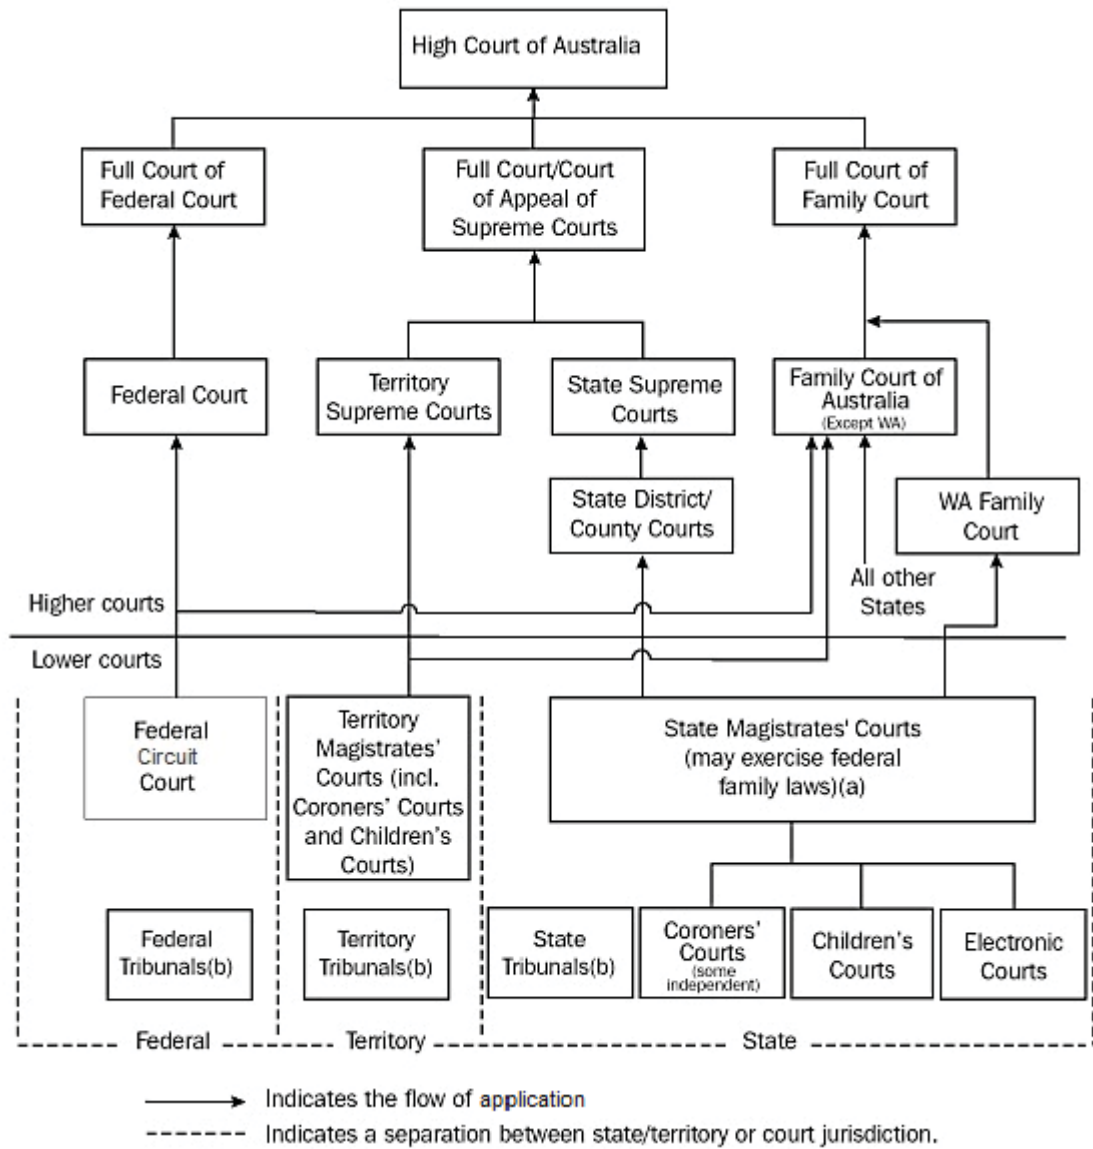 High Court of Australia
Full Court of
Federal Court
Full Court/Court
of Appeal of
Supreme Courts
Full Court of
Family Court
Federal Court
Territory
Supreme Courts
State Supreme
Courts
Family Court of
Australia
(Except WA)
State District/
County Courts
WA Family
Court
All other
States
Higher courts
Lower courts
Federal
Circuit
Court
Territory
Magistrates'
Courts (incl.
Coroners' Courts
and Children's
Courts)
State Magistrates' Courts
(may exercise federal
family laws)(a)
Federal
Tribunals(b)
Territory
Tribunals(b)
State
Tribunals(b)
Coroners'
Courts
(some
independent)
Children's
Courts
Electronic
Courts
Federal
Territory
State
Indicates the flow of application
Indicates a separation between state/territory or court jurisdiction.